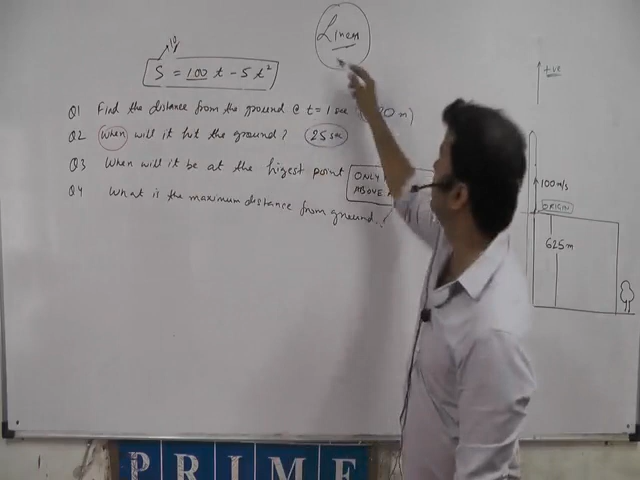 Linear
10
S = 100 t - 5 t²
Q1 Find the distance from the ground @ t = 1 sec
Q2 When will it hit the ground? 25 sec
Q3 When will it be at the highest point
ONLY
ABOVE
Q4 What is the maximum distance from ground..?
+ve
100 m/s
ORIGIN
625 m
PRIME